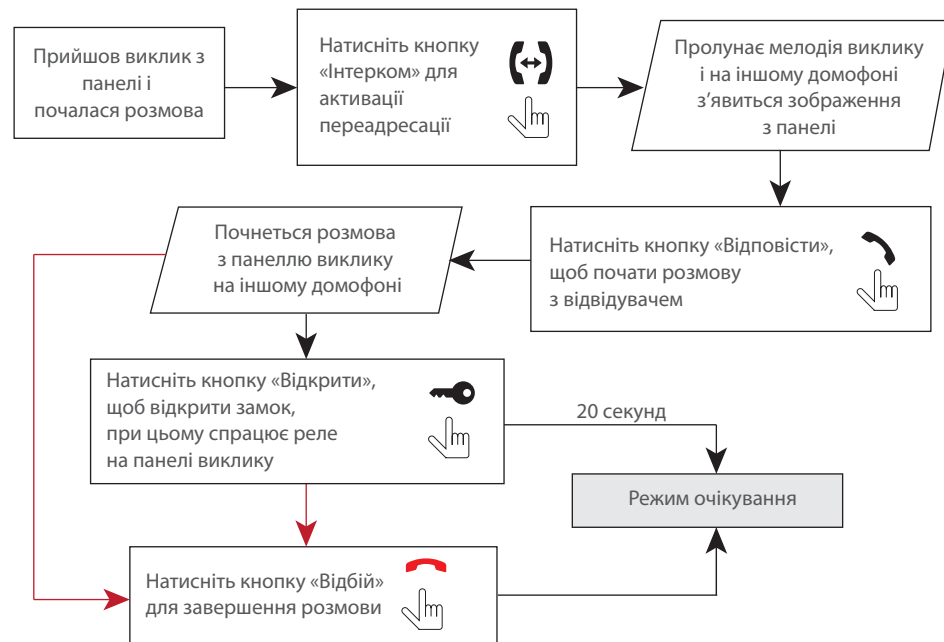 Прийшов виклик з
панелі і
почалася розмова
Натисніть кнопку
«Інтерком» для
активації
переадресації
Пролунає мелодія виклику
і на іншому домофоні
з’явиться зображення
з панелі
Натисніть кнопку «Відповісти»,
щоб почати розмову
з відвідувачем
Почнеться розмова
з панеллю виклику
на іншому домофоні
Натисніть кнопку «Відкрити»,
щоб відкрити замок,
при цьому спрацює реле
на панелі виклику
20 секунд
Режим очікування
Натисніть кнопку «Відбій»
для завершення розмови